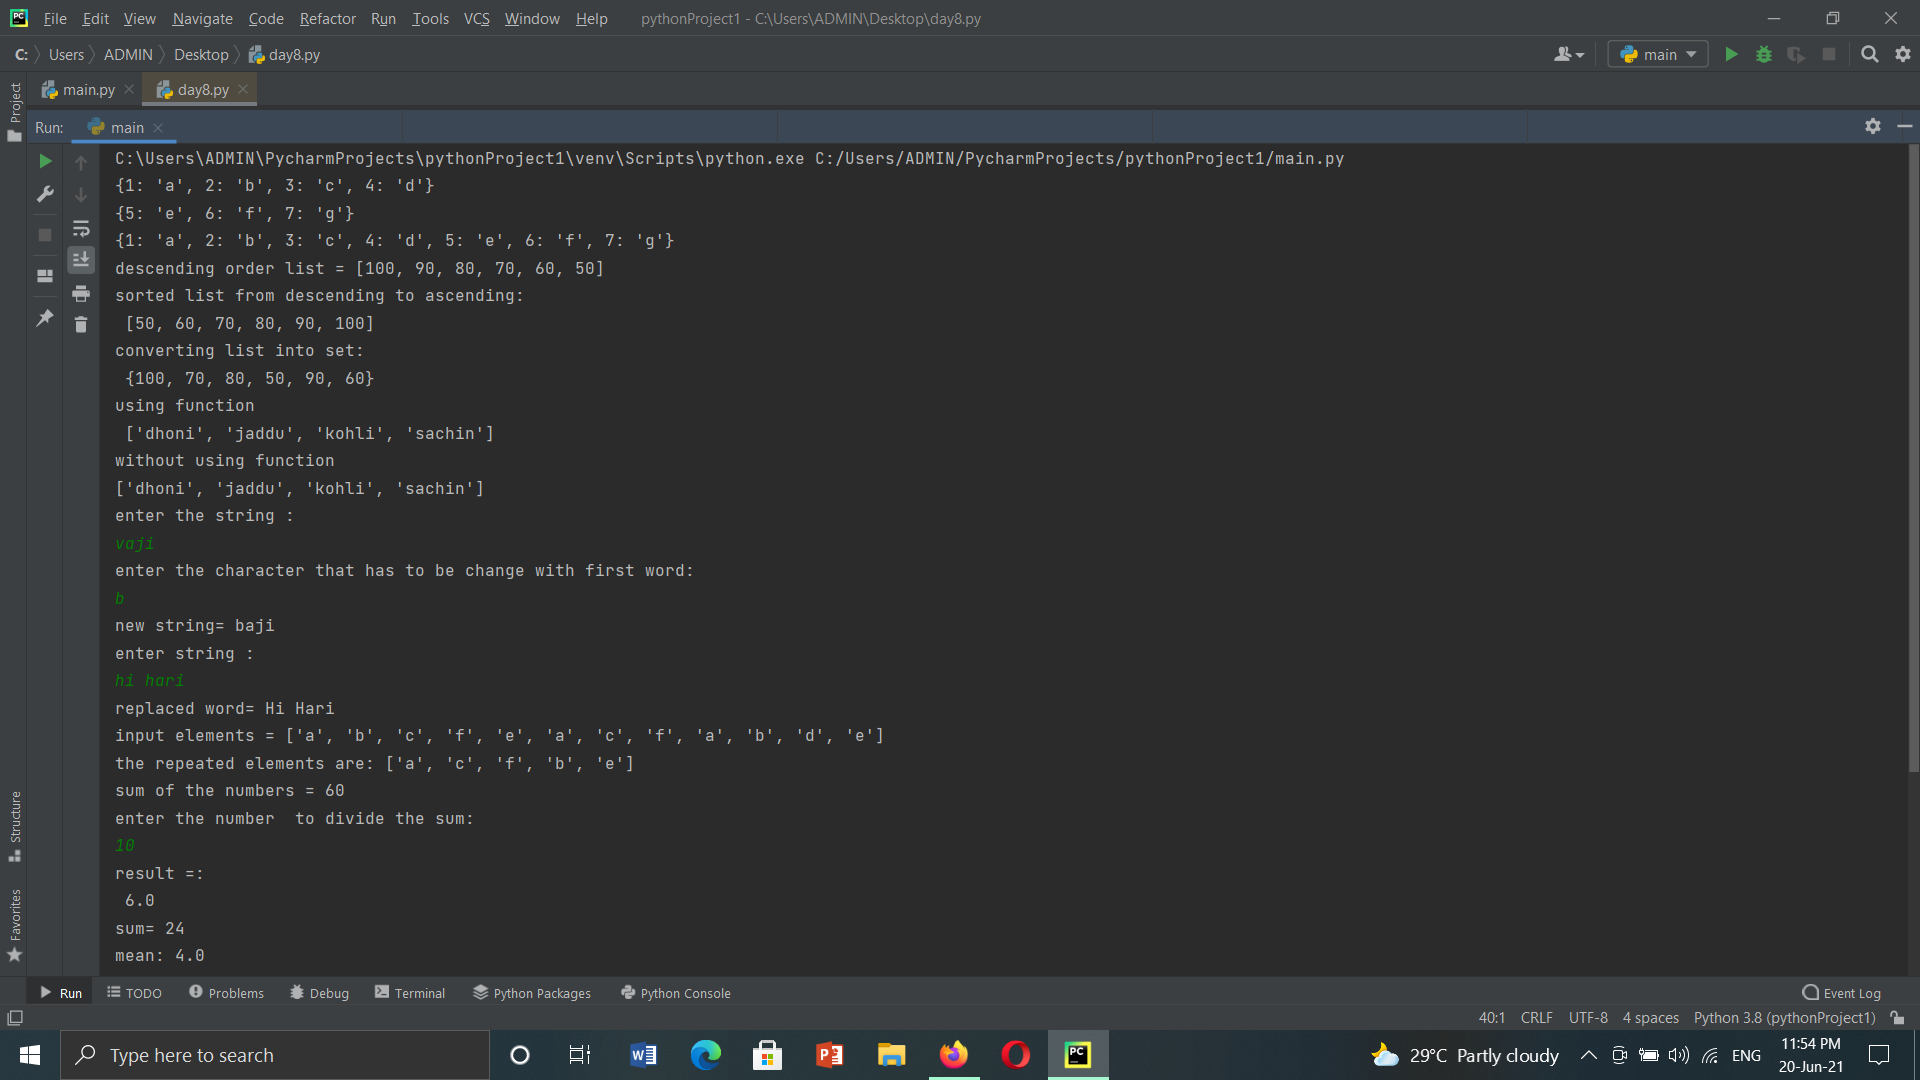 File Edit View Navigate Code Refactor Run Tools VCS Window Help pythonProject1 - C:\Users\ADMIN\Desktop\day8.py
C: Users ADMIN Desktop day8.py main
main.py day8.py
Project
Run: main
C:\Users\ADMIN\PycharmProjects\pythonProject1\venv\Scripts\python.exe C:/Users/ADMIN/PycharmProjects/pythonProject1/main.py
{1: 'a', 2: 'b', 3: 'c', 4: 'd'}
{5: 'e', 6: 'f', 7: 'g'}
{1: 'a', 2: 'b', 3: 'c', 4: 'd', 5: 'e', 6: 'f', 7: 'g'}
descending order list = [100, 90, 80, 70, 60, 50]
sorted list from descending to ascending:
[50, 60, 70, 80, 90, 100]
converting list into set:
{100, 70, 80, 50, 90, 60}
using function
['dhoni', 'jaddu', 'kohli', 'sachin']
without using function
['dhoni', 'jaddu', 'kohli', 'sachin']
enter the string :
vaji
enter the character that has to be change with first word:
b
new string= baji
enter string :
hi hari
replaced word= Hi Hari
input elements = ['a', 'b', 'c', 'f', 'e', 'a', 'c', 'f', 'a', 'b', 'd', 'e']
the repeated elements are: ['a', 'c', 'f', 'b', 'e']
sum of the numbers = 60
enter the number  to divide the sum:
10
result =:
6.0
sum= 24
mean: 4.0
Structure
Favorites
Run TODO Problems Debug Terminal Python Packages Python Console Event Log
40:1 CRLF UTF-8 4 spaces Python 3.8 (pythonProject1)
Type here to search 29°C Partly cloudy ENG 11:54 PM
20-Jun-21